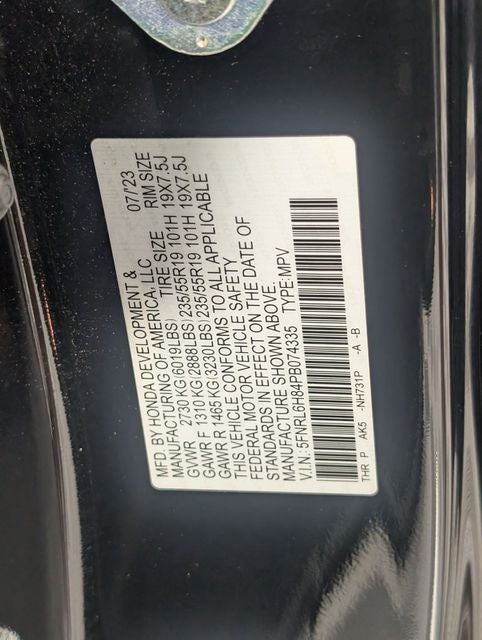 MFD. BY HONDA DEVELOPMENT & 07/'23
MANUFACTURING OF AMERICA, LLC TIRE SIZE RIM SIZE
GVWR 2730 KG(6019LBS) 235/55R19 101H 19X7.5J
GAWR F 1310 KG(2888LBS) 235/55R19 101H 19X7.5J
GAWR R 1465 KG(3230LBS)
THIS VEHICLE CONFORMS TO ALL APPLICABLE
FEDERAL MOTOR VEHICLE SAFETY
STANDARDS IN EFFECT ON THE DATE OF
MANUFACTURE SHOWN ABOVE.
V.I.N: 5FNRL6H84PB074335 TYPE:MPV
THR P AK5 -NH731P -A -B